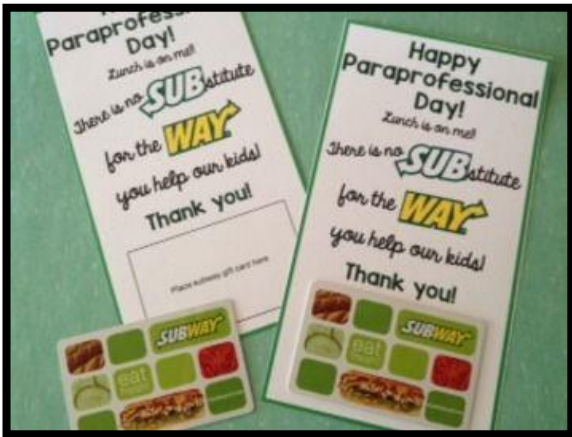 Paraprofessional
Day!
Lunch is on me!!
There is no SUBstitute
for the WAY
you help our kids!
Thank you!
Place subway gift card here
SUBWAY
eat
Happy
Paraprofessional
Day!
Lunch is on me!!
There is no SUBstitute
for the WAY
you help our kids!
Thank you!
SUBWAY
eat